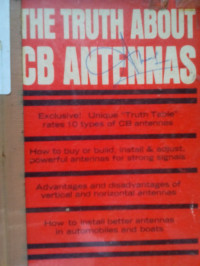 THE TRUTH ABOUT
CB ANTENNAS
Exclusive! Unique "Truth Typer"
rates 10 types of CB antennas
How to buy or build, install & adjust,
powerful antennas for strong signals
Advantages and disadvantages of
vertical and horizontal antennas
How to install better antennas
in automobiles and boats